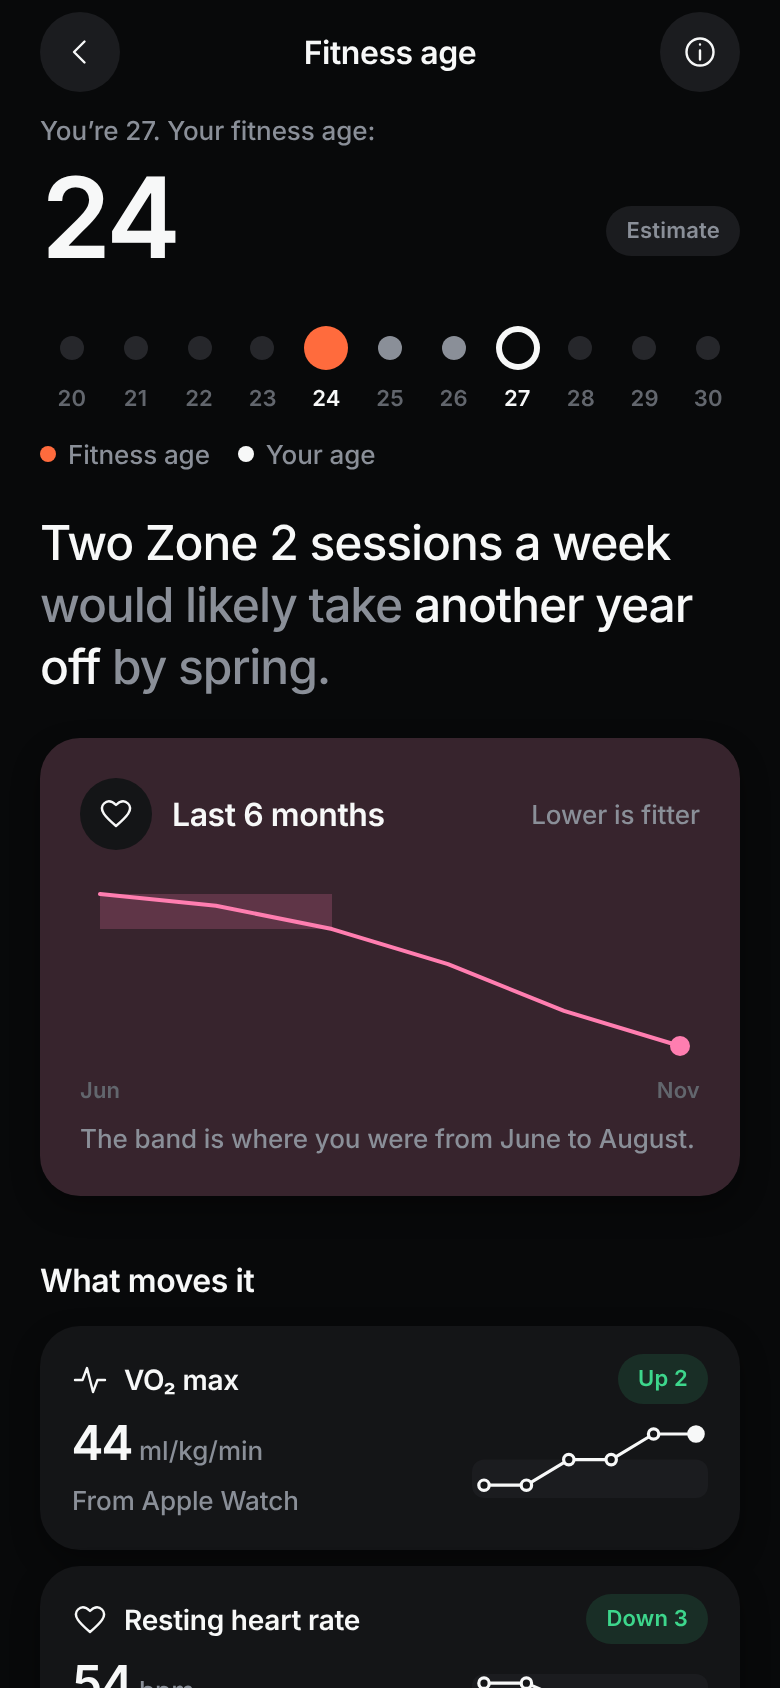 Fitness age
You’re 27. Your fitness age:
24
Estimate
20 21 22 23 24 25 26 27 28 29 30
Fitness age Your age
Two Zone 2 sessions a week
would likely take another year
off by spring.
Last 6 months
Lower is fitter
Jun
Nov
The band is where you were from June to August.
What moves it
VO₂ max
Up 2
44 ml/kg/min
From Apple Watch
Resting heart rate
Down 3
54 bpm